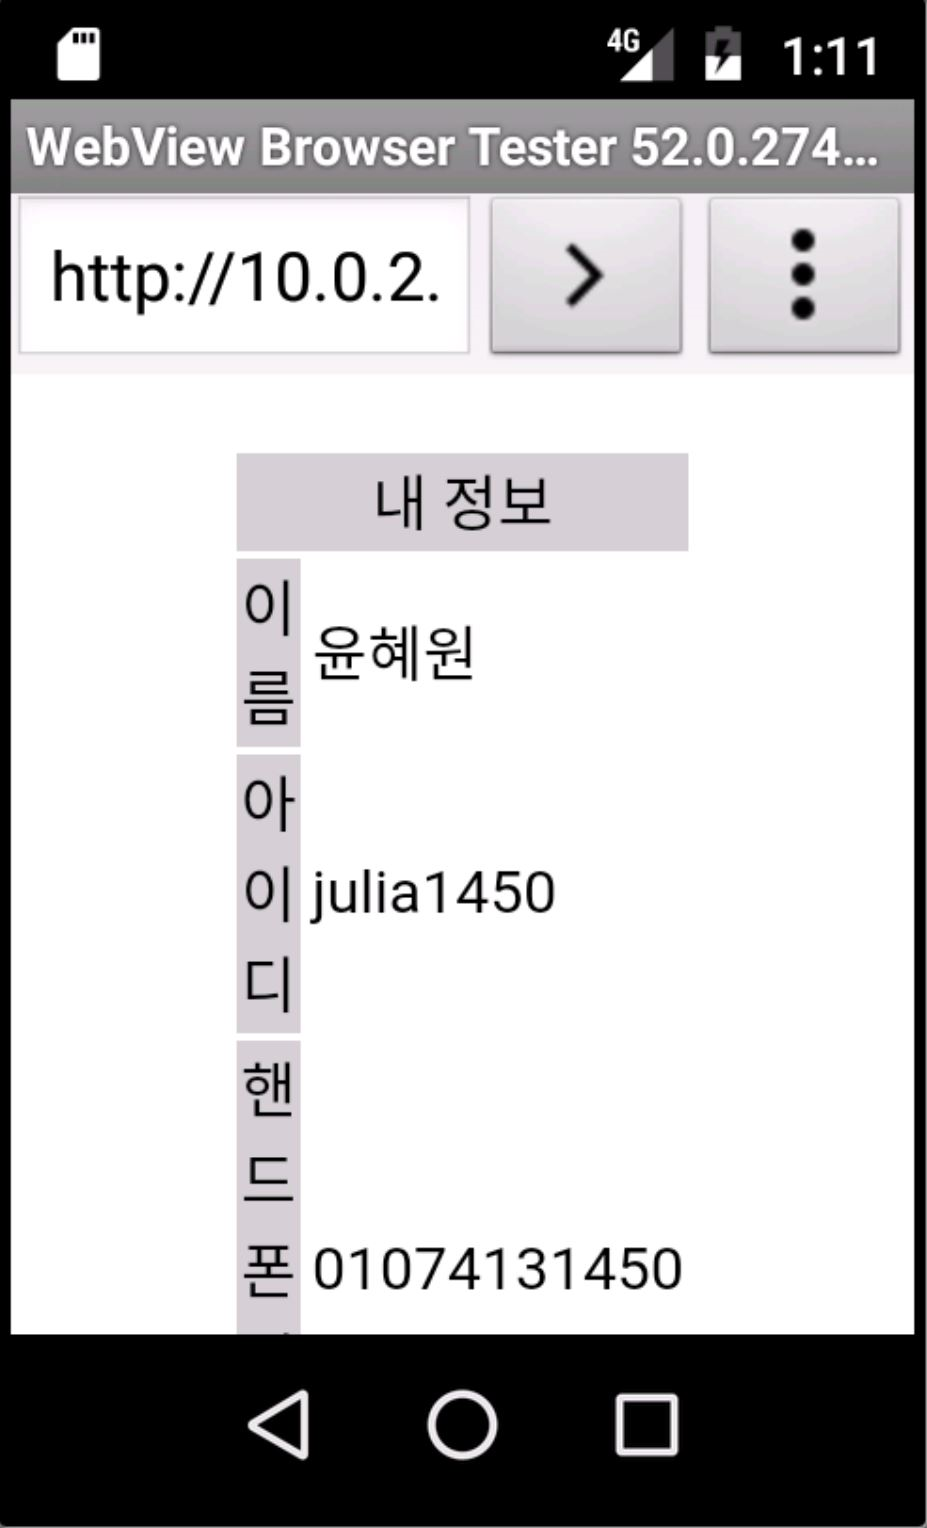 4G 1:11
WebView Browser Tester 52.0.274...
http://10.0.2.
내 정보
이
름
윤혜원
아
이
디
julia1450
핸
드
폰
01074131450